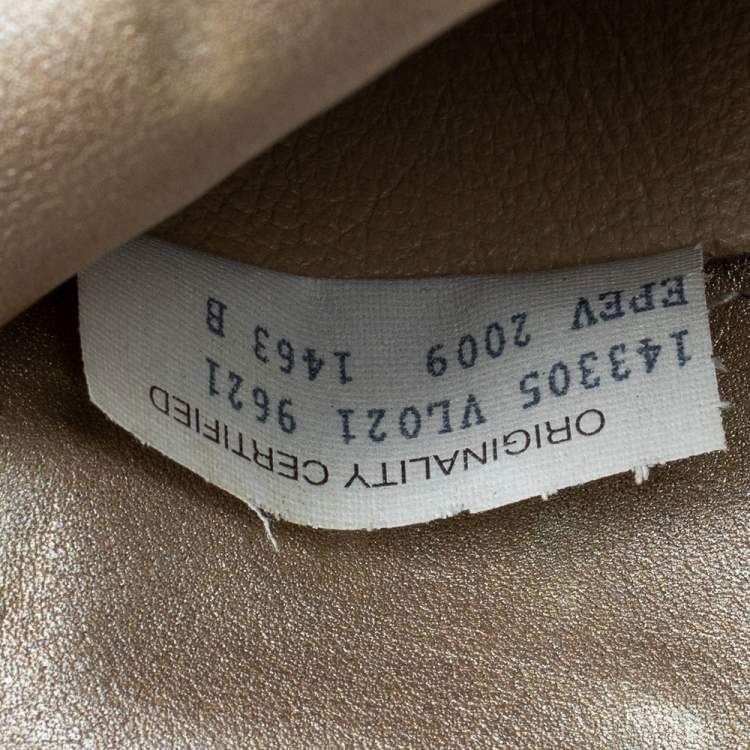 ORIGINALITY CERTIFIED
143305 VL021 9621
EPEV 2009 1463 B